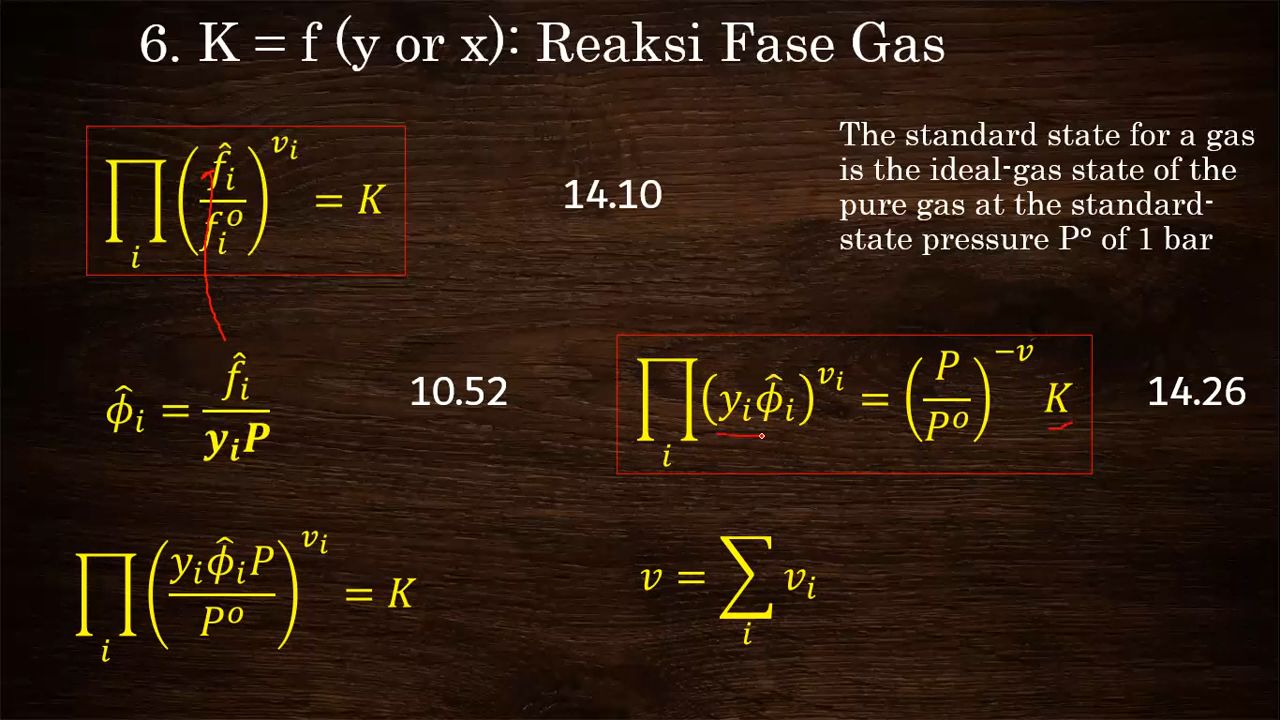 6. K = f (y or x): Reaksi Fase Gas
The standard state for a gas
is the ideal-gas state of the
pure gas at the standard-
state pressure P° of 1 bar
∏_i (f̂_i / f_i^o)^{v_i} = K
14.10
ϕ̂_i = f̂_i / (y_i P)
10.52
∏_i (y_i ϕ̂_i)^{v_i} = (P / P^o)^{−v} K
14.26
∏_i (y_i ϕ̂_i P / P^o)^{v_i} = K
v = ∑_i v_i